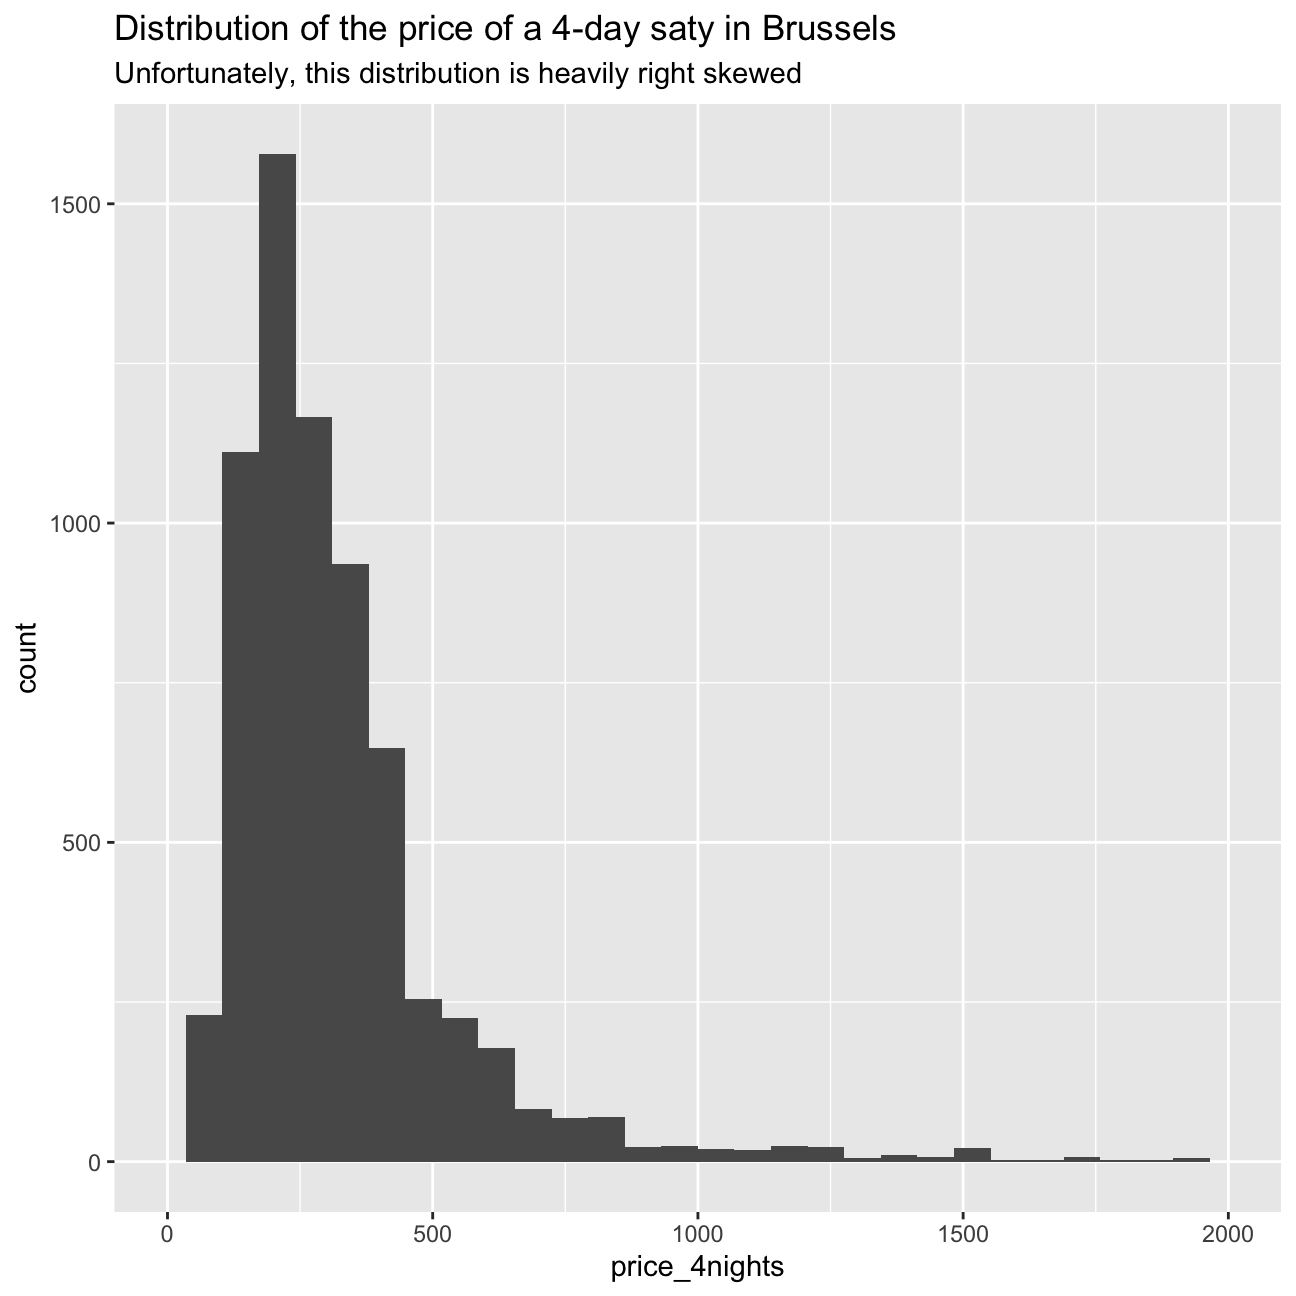 Distribution of the price of a 4-day saty in Brussels
Unfortunately, this distribution is heavily right skewed
1500
1000
500
0
count
0 500 1000 1500 2000
price_4nights